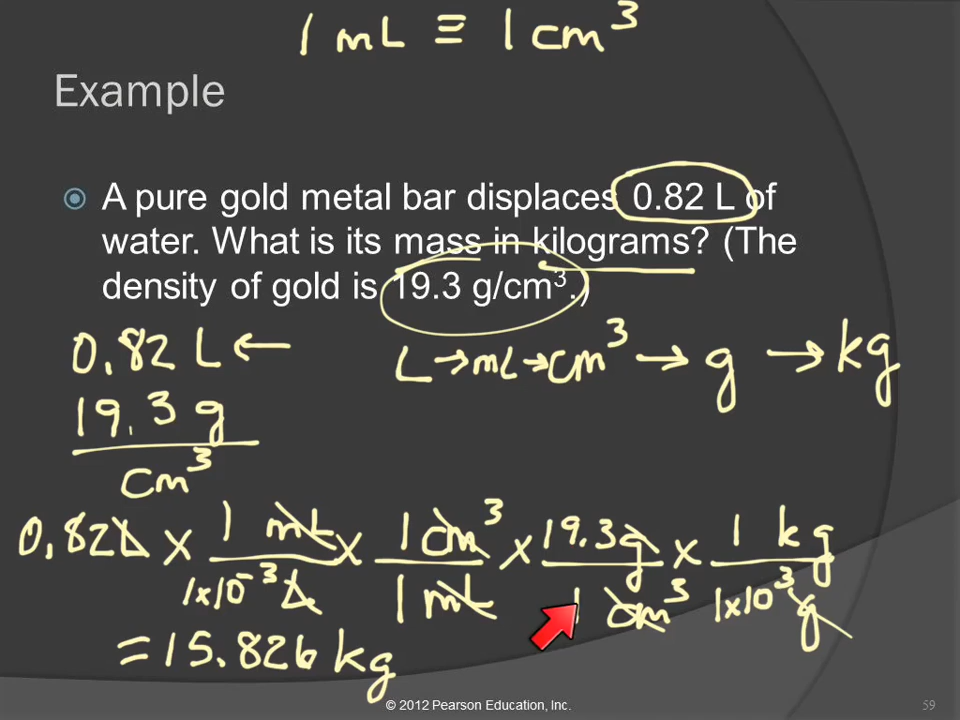 1 mL ≡ 1 cm³
Example
A pure gold metal bar displaces 0.82 L of
water. What is its mass in kilograms? (The
density of gold is 19.3 g/cm³.)
0.82 L ←
L → mL → cm³ → g → kg
19.3 g
cm³
0.82 L × 1 mL / 1×10⁻³ L × 1 cm³ / 1 mL × 19.3 g / 1 cm³ × 1 kg / 1×10³ g
= 15.826 kg
© 2012 Pearson Education, Inc.
59